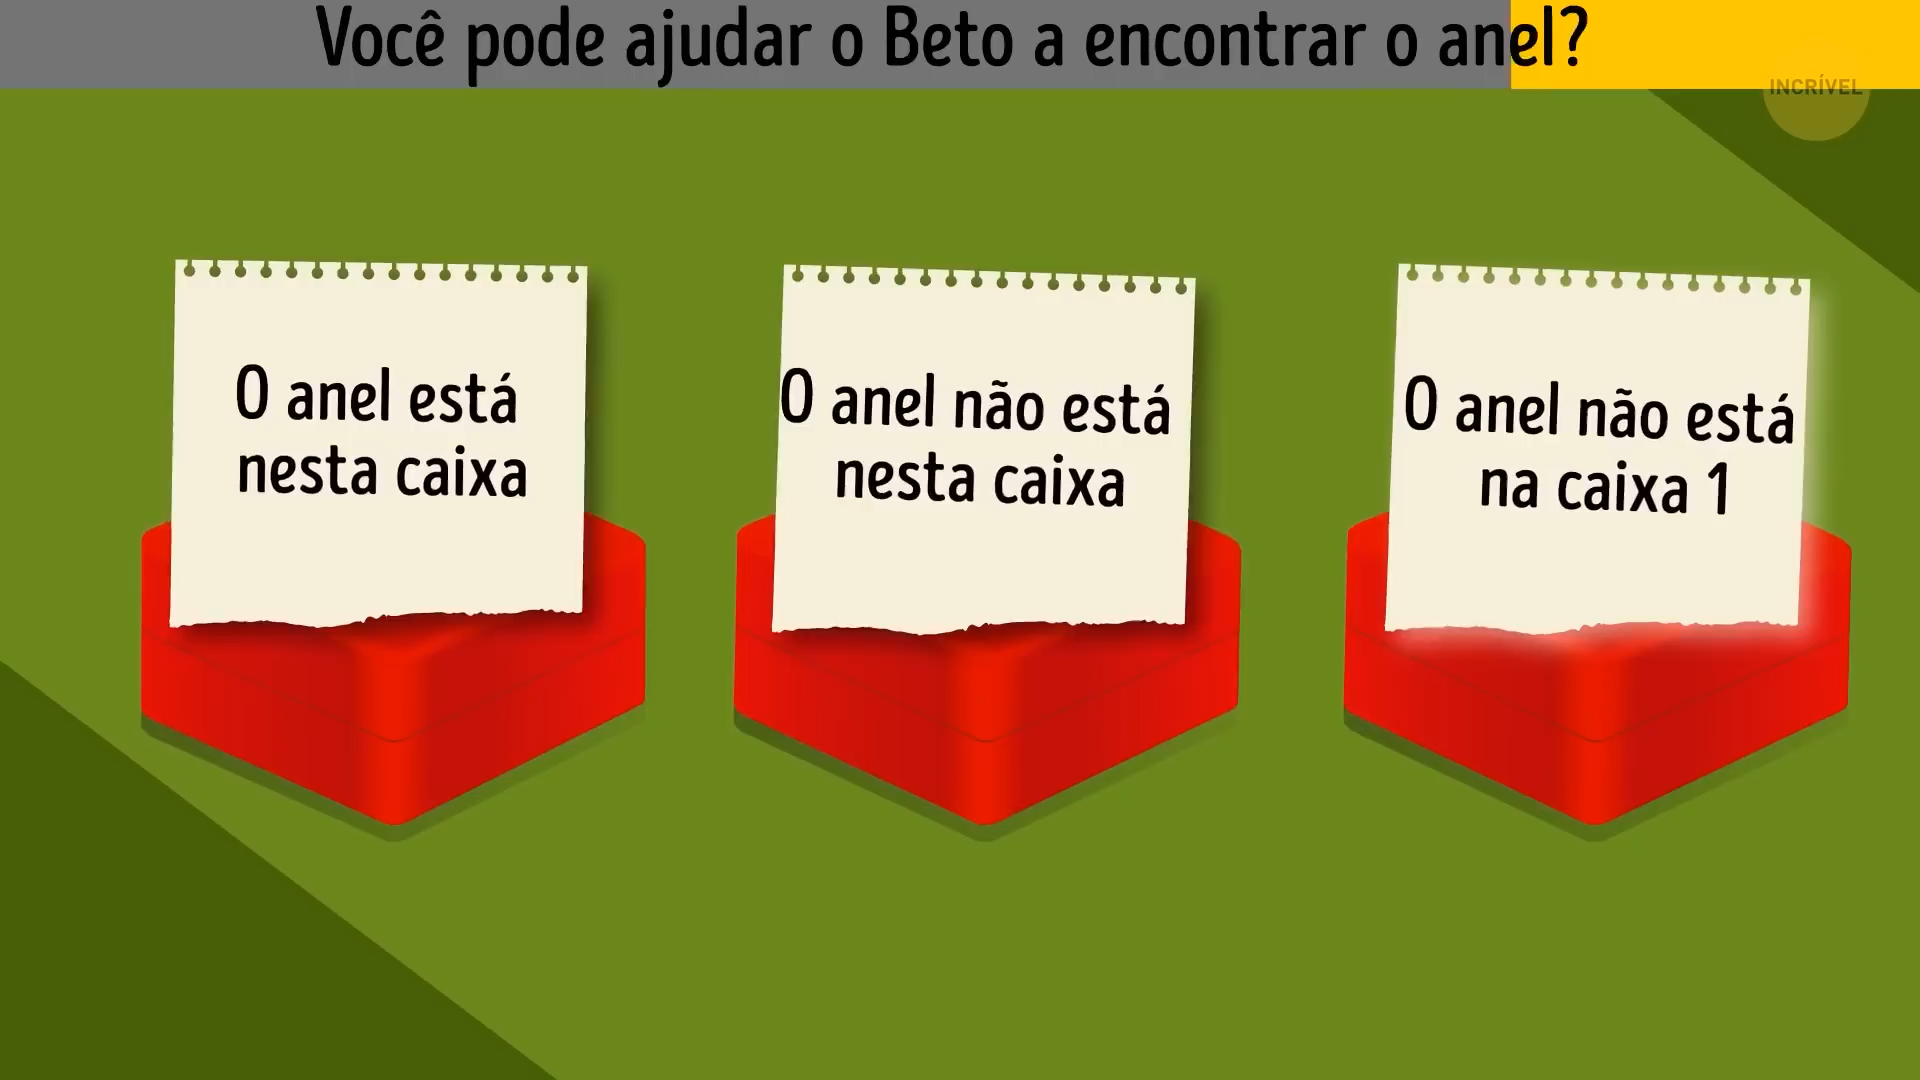 Você pode ajudar o Beto a encontrar o anel?
INCRÍVEL
O anel está
nesta caixa
O anel não está
nesta caixa
O anel não está
na caixa 1